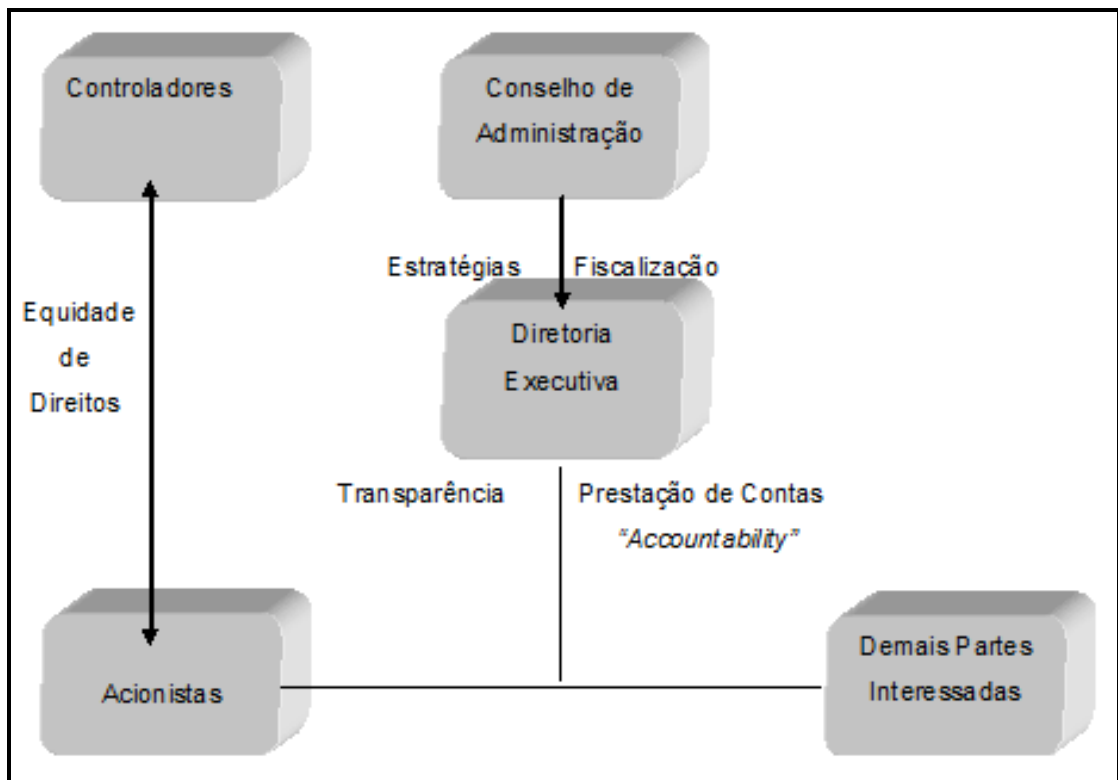 Controladores
Conselho de
Administração
Estratégias
Fiscalização
Equidade
de
Direitos
Diretoria
Executiva
Transparência
Prestação de Contas
“Accountability”
Acionistas
Demais Partes
Interessadas